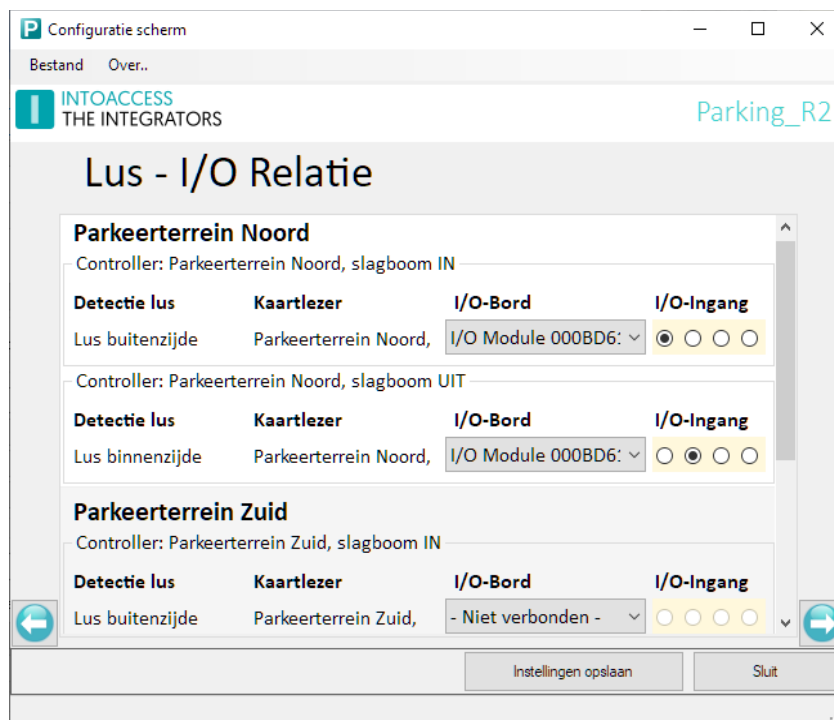 Configuratie scherm
Bestand Over..
INTOACCESS
THE INTEGRATORS
Parking_R2
Lus - I/O Relatie
Parkeerterrein Noord
Controller: Parkeerterrein Noord, slagboom IN
Detectie lus Kaartlezer I/O-Bord I/O-Ingang
Lus buitenzijde Parkeerterrein Noord, I/O Module 000BD61
Controller: Parkeerterrein Noord, slagboom UIT
Detectie lus Kaartlezer I/O-Bord I/O-Ingang
Lus binnenzijde Parkeerterrein Noord, I/O Module 000BD61
Parkeerterrein Zuid
Controller: Parkeerterrein Zuid, slagboom IN
Detectie lus Kaartlezer I/O-Bord I/O-Ingang
Lus buitenzijde Parkeerterrein Zuid, - Niet verbonden -
Instellingen opslaan Sluit